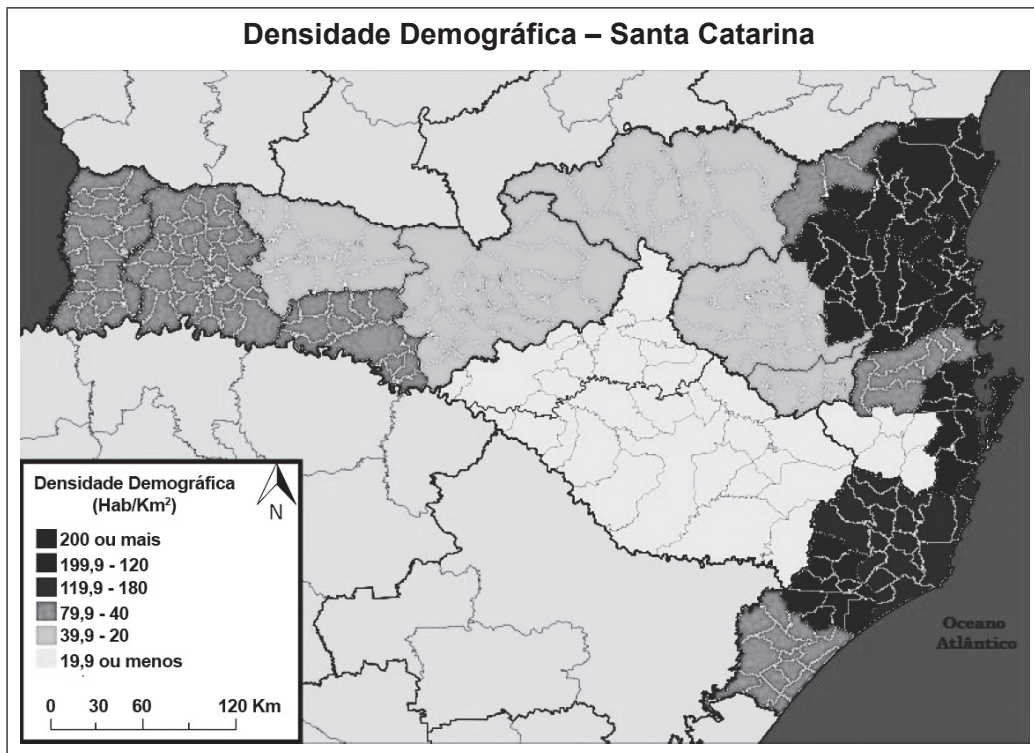 Densidade Demográfica – Santa Catarina
Densidade Demográfica
(Hab/Km²)
N
200 ou mais
199,9 - 120
119,9 - 180
79,9 - 40
39,9 - 20
19,9 ou menos
0 30 60 120 Km
Oceano
Atlântico